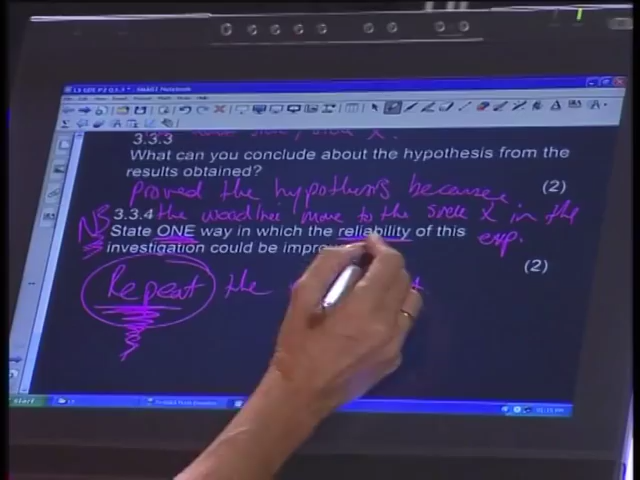 3.3.3
What can you conclude about the hypothesis from the
results obtained?
Proved the hypothesis because (2)
3.3.4 the woodlice move to the side X in the
NS State ONE way in which the reliability of this exp.
investigation could be (2)
Repeat the
start